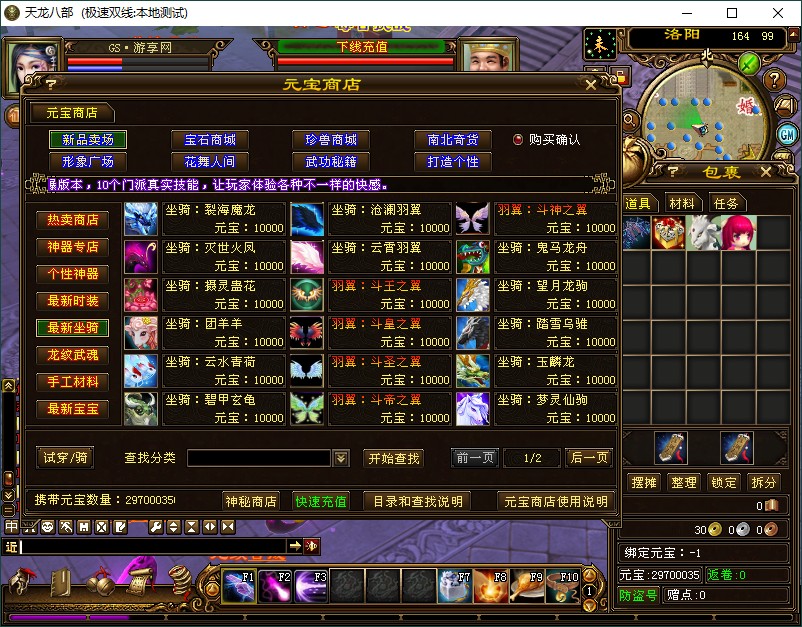 天龙八部 (极速双线:本地测试)
GS·游享网
下线充值
未
洛阳
164 99
北
婚
GM
元宝商店
元宝商店
新品卖场
宝石商城
珍兽商城
南北奇货
购买确认
形象广场
花舞人间
武功秘籍
打造个性
版本，10个门派真实技能，让玩家体验各种不一样的快感。
热卖商店
神器专店
个性神器
最新时装
最新坐骑
龙纹武魂
手工材料
最新宝宝
坐骑：裂海魔龙
元宝：10000
坐骑：沧澜羽翼
元宝：10000
羽翼：斗神之翼
元宝：10000
坐骑：灭世火凤
元宝：10000
坐骑：云霄羽翼
元宝：10000
坐骑：鬼马龙舟
元宝：10000
坐骑：摄灵蛊花
元宝：10000
羽翼：斗王之翼
元宝：10000
坐骑：望月龙驹
元宝：10000
坐骑：团羊羊
元宝：10000
羽翼：斗皇之翼
元宝：10000
坐骑：踏雪乌骓
元宝：10000
坐骑：云水青荷
元宝：10000
羽翼：斗圣之翼
元宝：10000
坐骑：玉麟龙
元宝：10000
坐骑：碧甲玄龟
元宝：10000
羽翼：斗帝之翼
元宝：10000
坐骑：梦灵仙驹
元宝：10000
试穿/骑
查找分类
开始查找
前一页
1/2
后一页
携带元宝数量：2970003
神秘商店
快速充值
目录和查找说明
元宝商店使用说明
包裹
道具
材料
任务
摆摊
整理
锁定
拆分
0
30
0
0
绑定元宝：-1
元宝:29700035
返卷:0
防盗号
赠点:0
近
F1
F2
F3
F7
F8
F9
F10
1